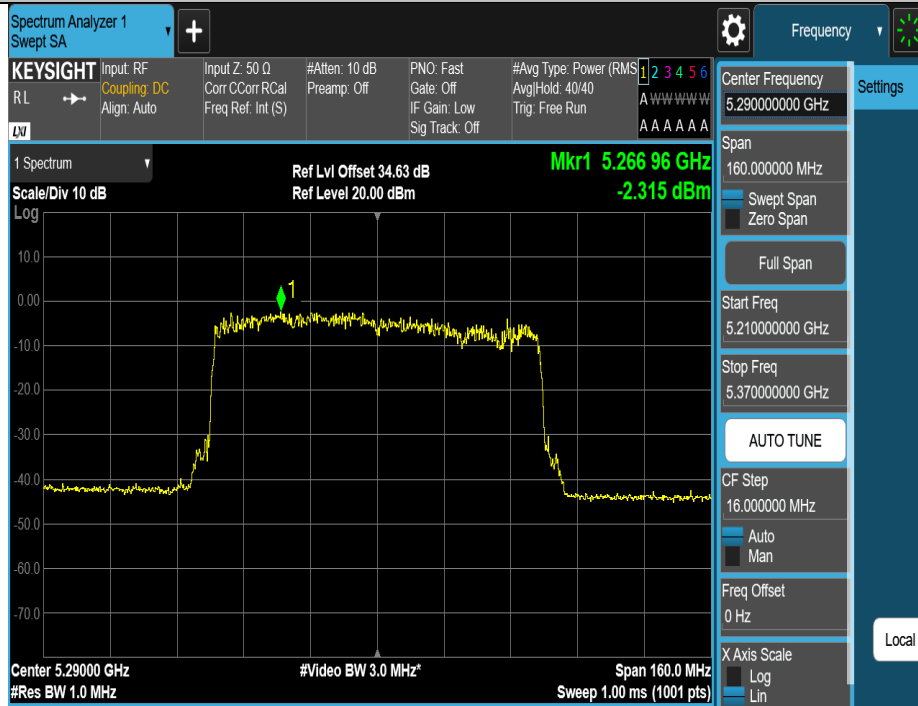 Spectrum Analyzer 1
Swept SA
+
Frequency
KEYSIGHT
RL
LXI
Input: RF
Coupling: DC
Align: Auto
Input Z: 50 Ω
Corr CCorr RCal
Freq Ref: Int (S)
#Atten: 10 dB
Preamp: Off
PNO: Fast
Gate: Off
IF Gain: Low
Sig Track: Off
#Avg Type: Power (RMS
Avg|Hold: 40/40
Trig: Free Run
1 2 3 4 5 6
A W W W W W
A A A A A A
1 Spectrum
Scale/Div 10 dB
Log
Ref Lvl Offset 34.63 dB
Ref Level 20.00 dBm
Mkr1 5.266 96 GHz
-2.315 dBm
10.0
0.00
-10.0
-20.0
-30.0
-40.0
-50.0
-60.0
-70.0
1
Center 5.29000 GHz
#Res BW 1.0 MHz
#Video BW 3.0 MHz*
Span 160.0 MHz
Sweep 1.00 ms (1001 pts)
Center Frequency
5.290000000 GHz
Span
160.000000 MHz
Swept Span
Zero Span
Full Span
Start Freq
5.210000000 GHz
Stop Freq
5.370000000 GHz
AUTO TUNE
CF Step
16.000000 MHz
Auto
Man
Freq Offset
0 Hz
X Axis Scale
Log
Lin
Settings
Local